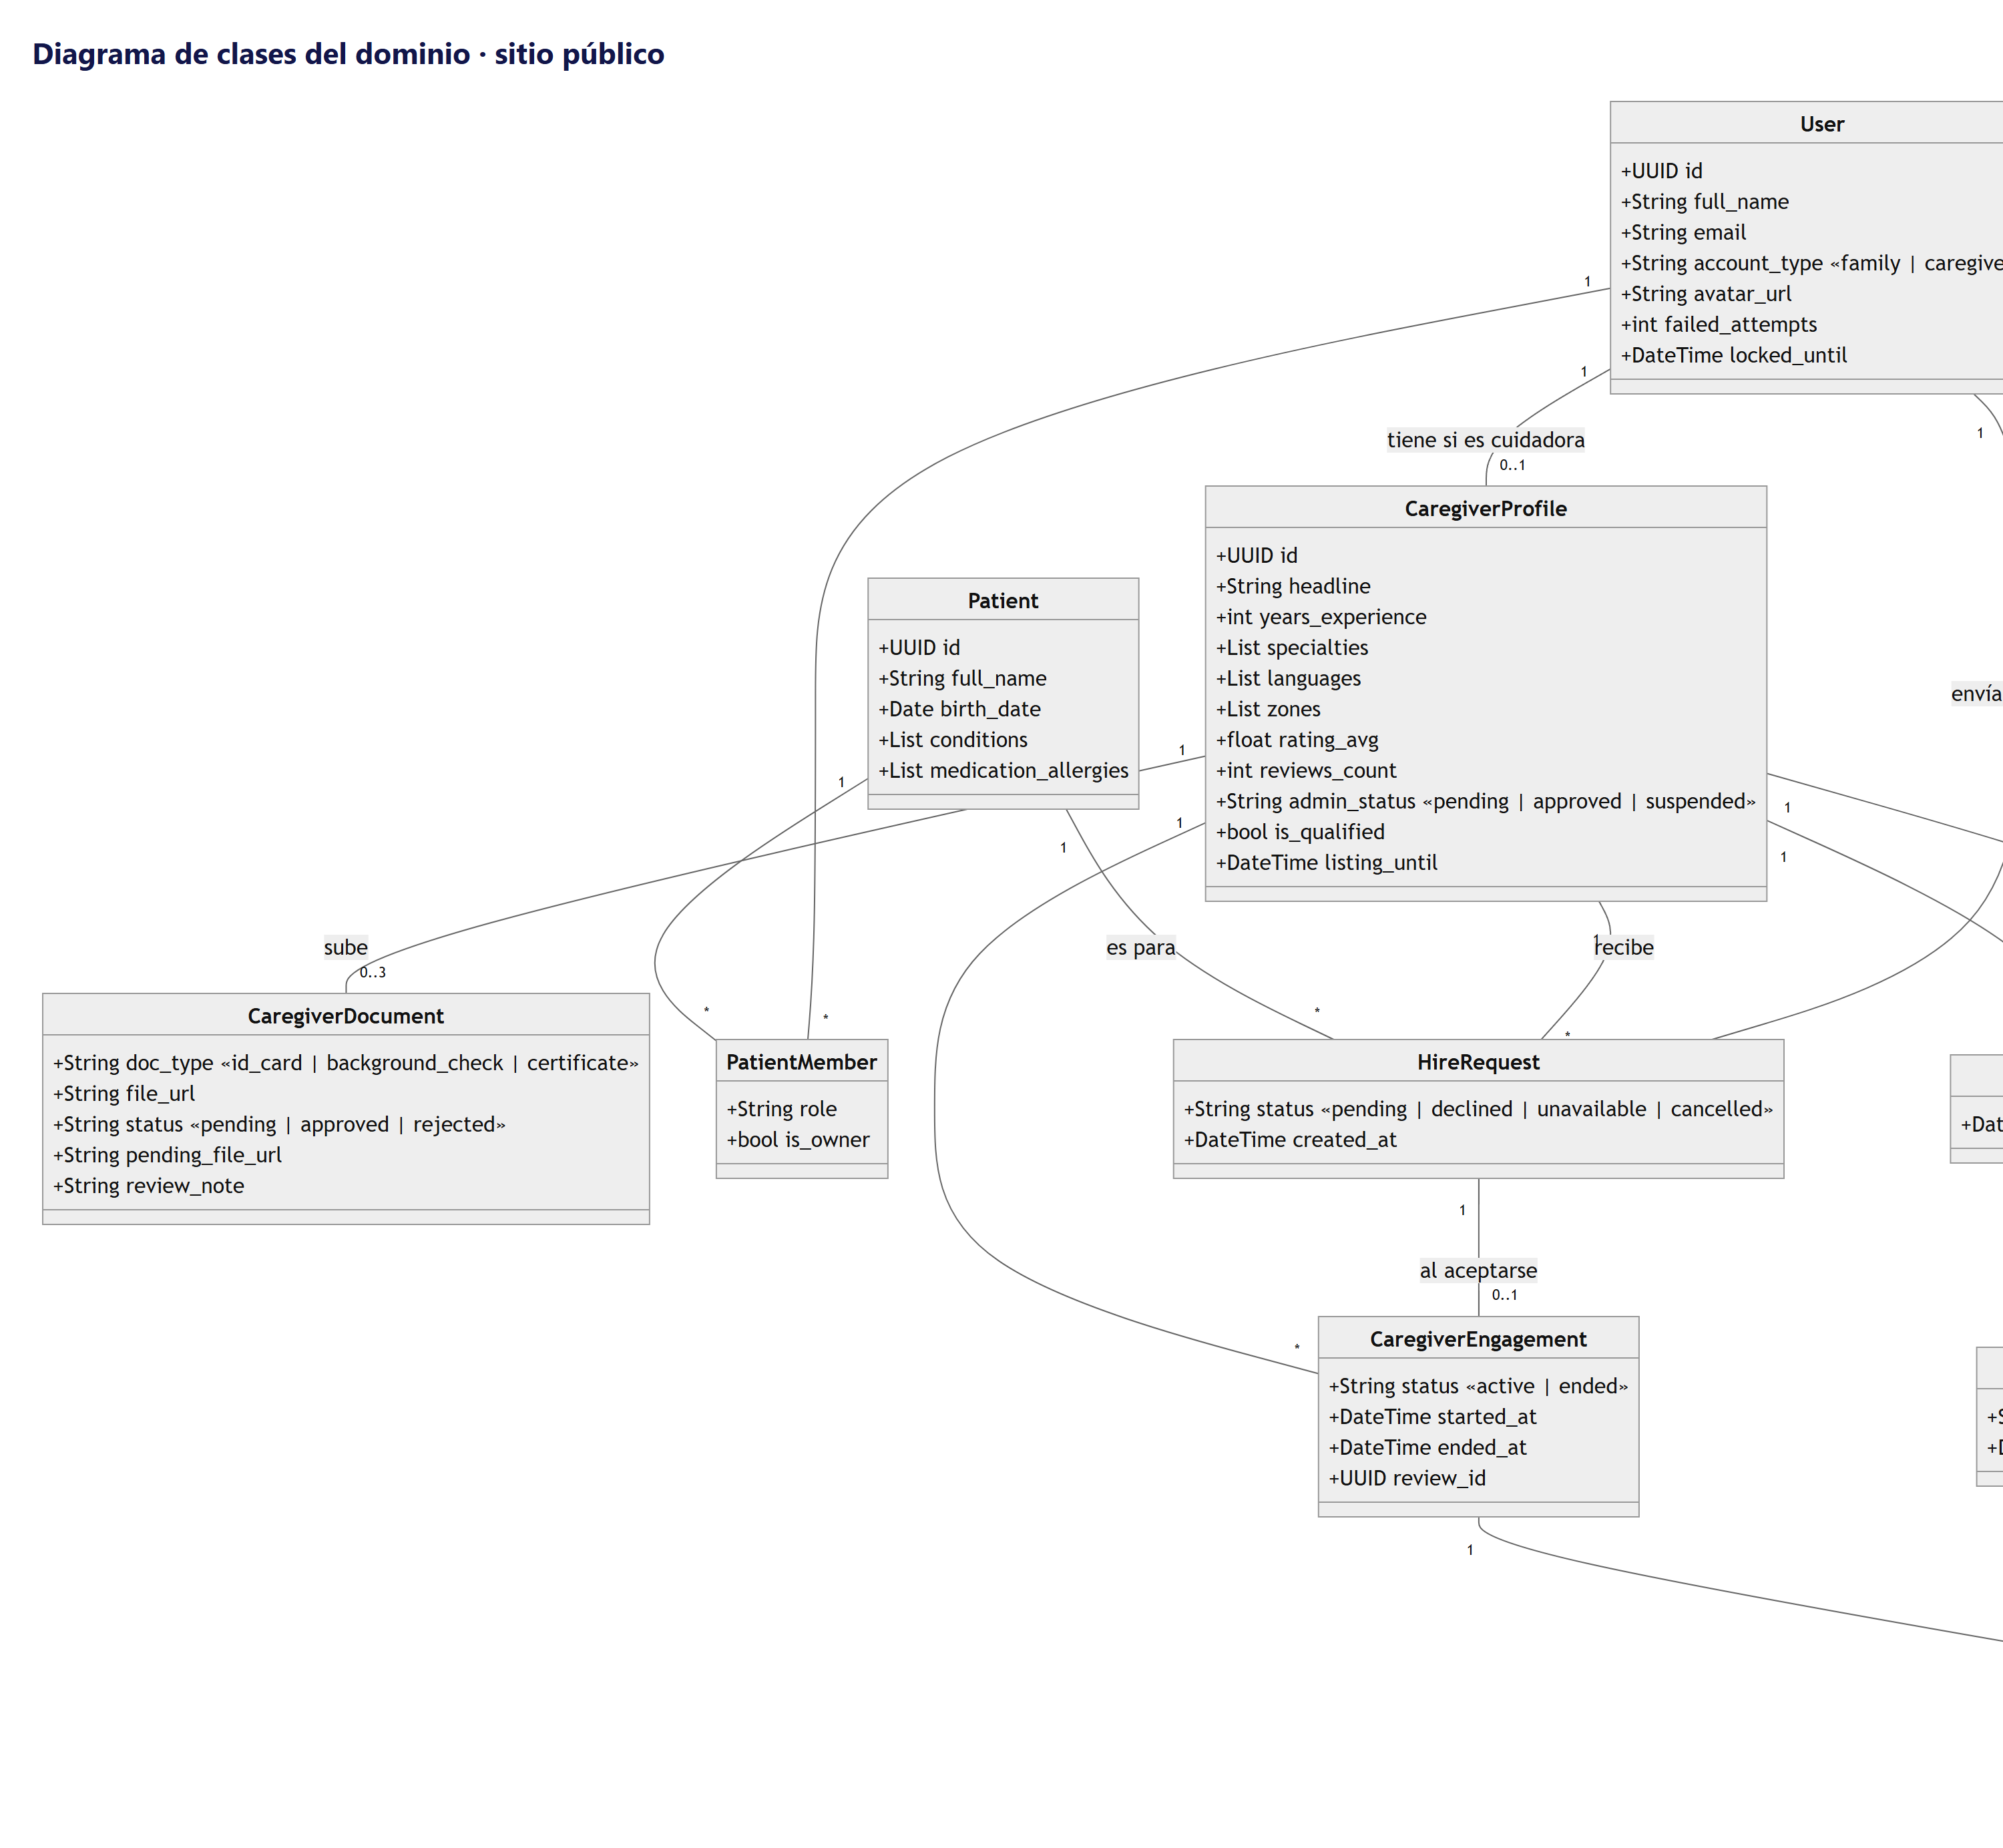 Diagrama de clases del dominio · sitio público
User
+UUID id
+String full_name
+String email
+String account_type «family | caregive
+String avatar_url
+int failed_attempts
+DateTime locked_until
1
1
1
tiene si es cuidadora
0..1
CaregiverProfile
+UUID id
+String headline
+int years_experience
+List specialties
+List languages
+List zones
+float rating_avg
+int reviews_count
+String admin_status «pending | approved | suspended»
+bool is_qualified
+DateTime listing_until
1
1
1
1
1
envía
Patient
+UUID id
+String full_name
+Date birth_date
+List conditions
+List medication_allergies
1
1
sube
0..3
es para
recibe
*
*
*
*
CaregiverDocument
+String doc_type «id_card | background_check | certificate»
+String file_url
+String status «pending | approved | rejected»
+String pending_file_url
+String review_note
PatientMember
+String role
+bool is_owner
HireRequest
+String status «pending | declined | unavailable | cancelled»
+DateTime created_at
+Dat
1
al aceptarse
0..1
*
CaregiverEngagement
+String status «active | ended»
+DateTime started_at
+DateTime ended_at
+UUID review_id
1
+S
+D